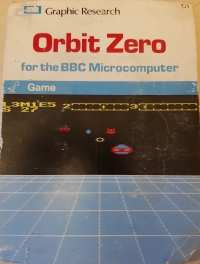 Graphic Research
Orbit Zero
for the BBC Microcomputer
Game